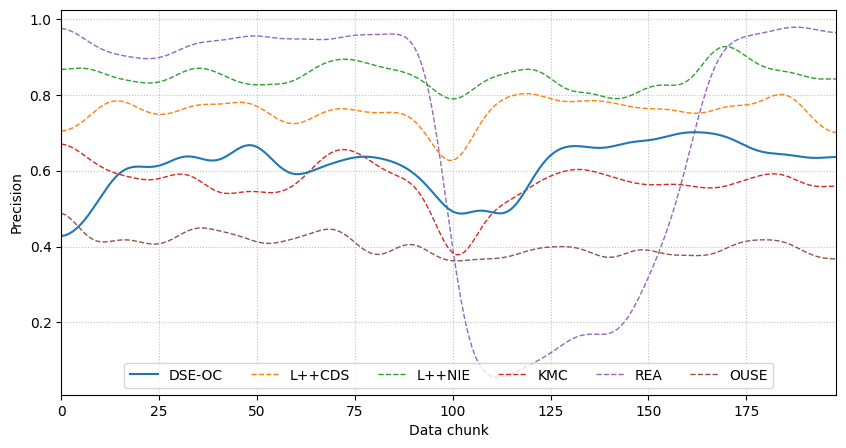 1.0
0.8
0.6
0.4
0.2
Precision
DSE-OC L++CDS L++NIE KMC REA OUSE
0 25 50 75 100 125 150 175
Data chunk